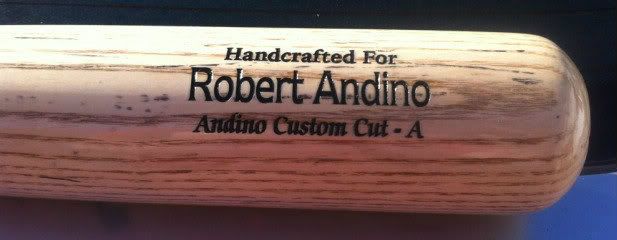 Handcrafted For
Robert Andino
Andino Custom Cut - A